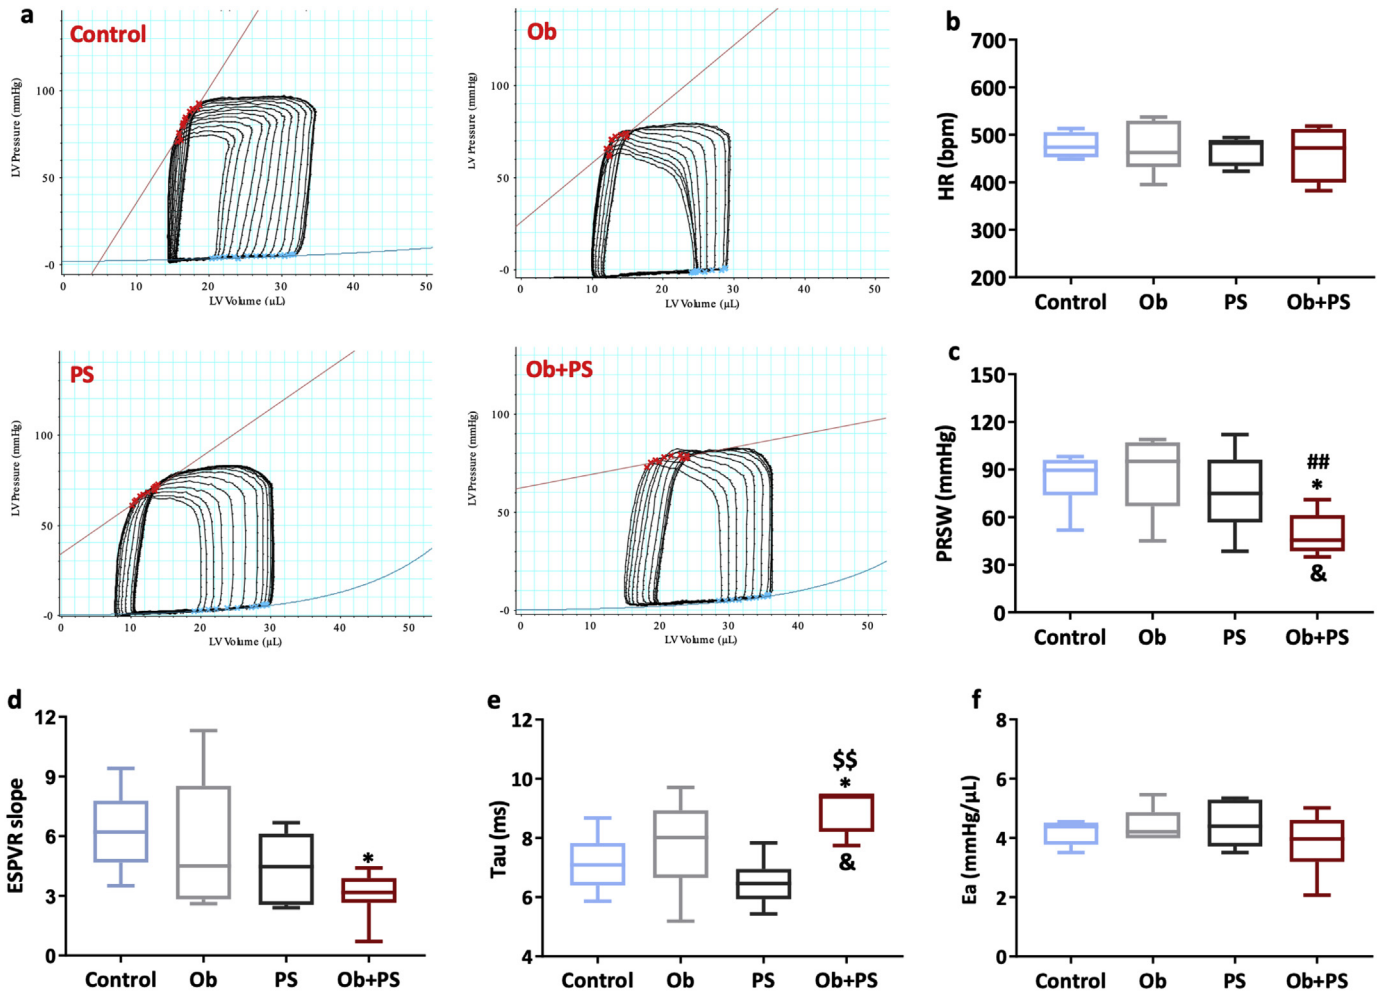 a
Control
LV Pressure (mmHg)
100
50
-0
0
10
20
30
40
50
LV Volume (µL)
Ob
LV Pressure (mmHg)
100
50
-0
0
10
20
30
40
50
LV Volume (µL)
b
HR (bpm)
700
600
500
400
300
200
Control
Ob
PS
Ob+PS
PS
LV Pressure (mmHg)
100
50
-0
0
10
20
30
40
50
LV Volume (µL)
Ob+PS
LV Pressure (mmHg)
100
50
-0
0
10
20
30
40
50
LV Volume (µL)
c
PRSW (mmHg)
150
120
90
60
30
0
##
*
&
Control
Ob
PS
Ob+PS
d
ESPVR slope
12
9
6
3
0
*
Control
Ob
PS
Ob+PS
e
Tau (ms)
12
10
8
6
4
$$
*
&
Control
Ob
PS
Ob+PS
f
Ea (mmHg/µL)
8
6
4
2
0
Control
Ob
PS
Ob+PS